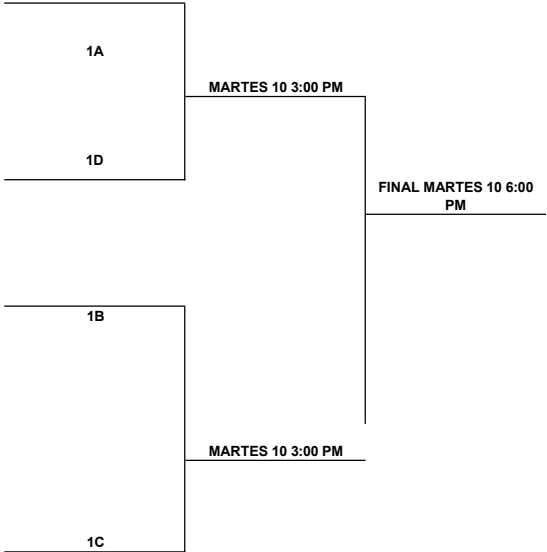 1A
MARTES 10 3:00 PM
1D
FINAL MARTES 10 6:00
PM
1B
MARTES 10 3:00 PM
1C